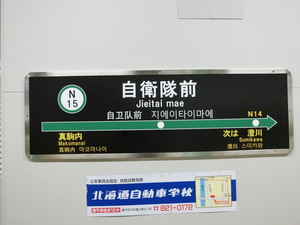 N
15
自衛隊前
Jieitai mae
自卫队前 지에이타이마에
N14
真駒内
Makomanai
真驹内 마코마나이
次は 澄川
Sumikawa
澄川 스미카와
北海道自動車学校
821-0172